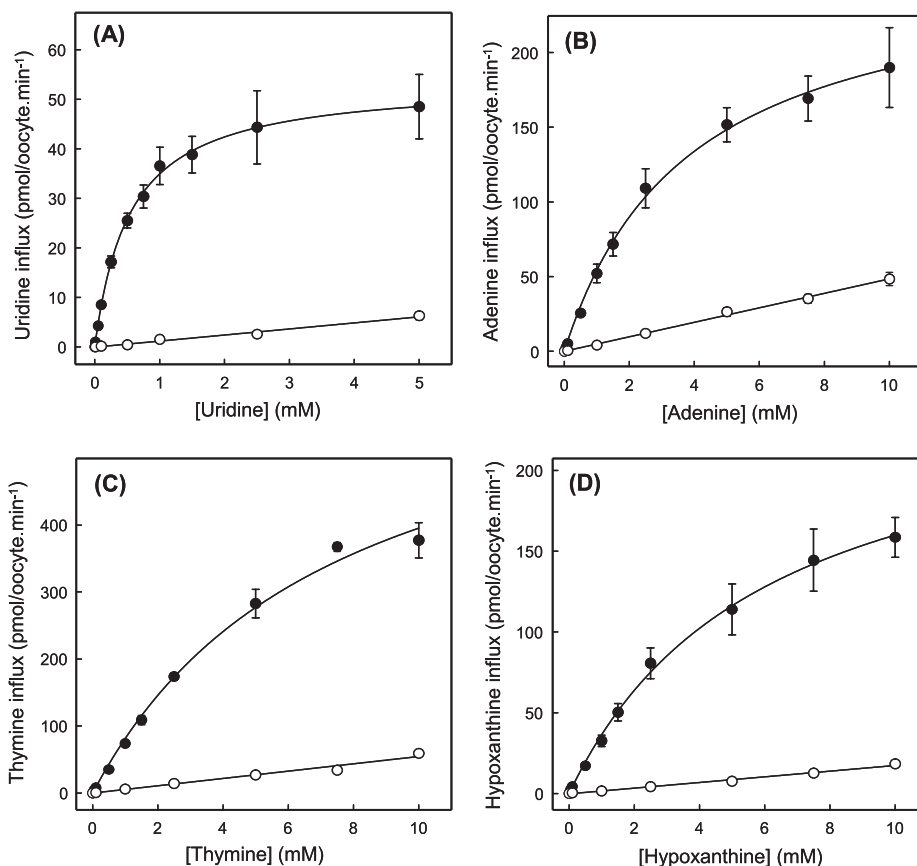 (A)
Uridine influx (pmol/oocyte.min⁻¹)
60
50
40
30
20
10
0
0 1 2 3 4 5
[Uridine] (mM)
(B)
Adenine influx (pmol/oocyte.min⁻¹)
200
150
100
50
0
0 2 4 6 8 10
[Adenine] (mM)
(C)
Thymine influx (pmol/oocyte.min⁻¹)
400
300
200
100
0
0 2 4 6 8 10
[Thymine] (mM)
(D)
Hypoxanthine influx (pmol/oocyte.min⁻¹)
200
150
100
50
0
0 2 4 6 8 10
[Hypoxanthine] (mM)